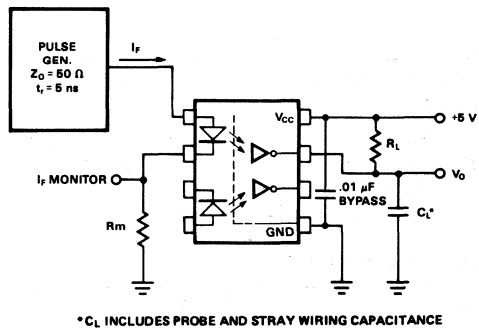 PULSE
GEN.
Z₀ = 50 Ω
tᵣ = 5 ns
I_F
V_CC
+5 V
R_L
I_F MONITOR
V_O
.01 μF
BYPASS
C_L*
Rm
GND
*C_L INCLUDES PROBE AND STRAY WIRING CAPACITANCE